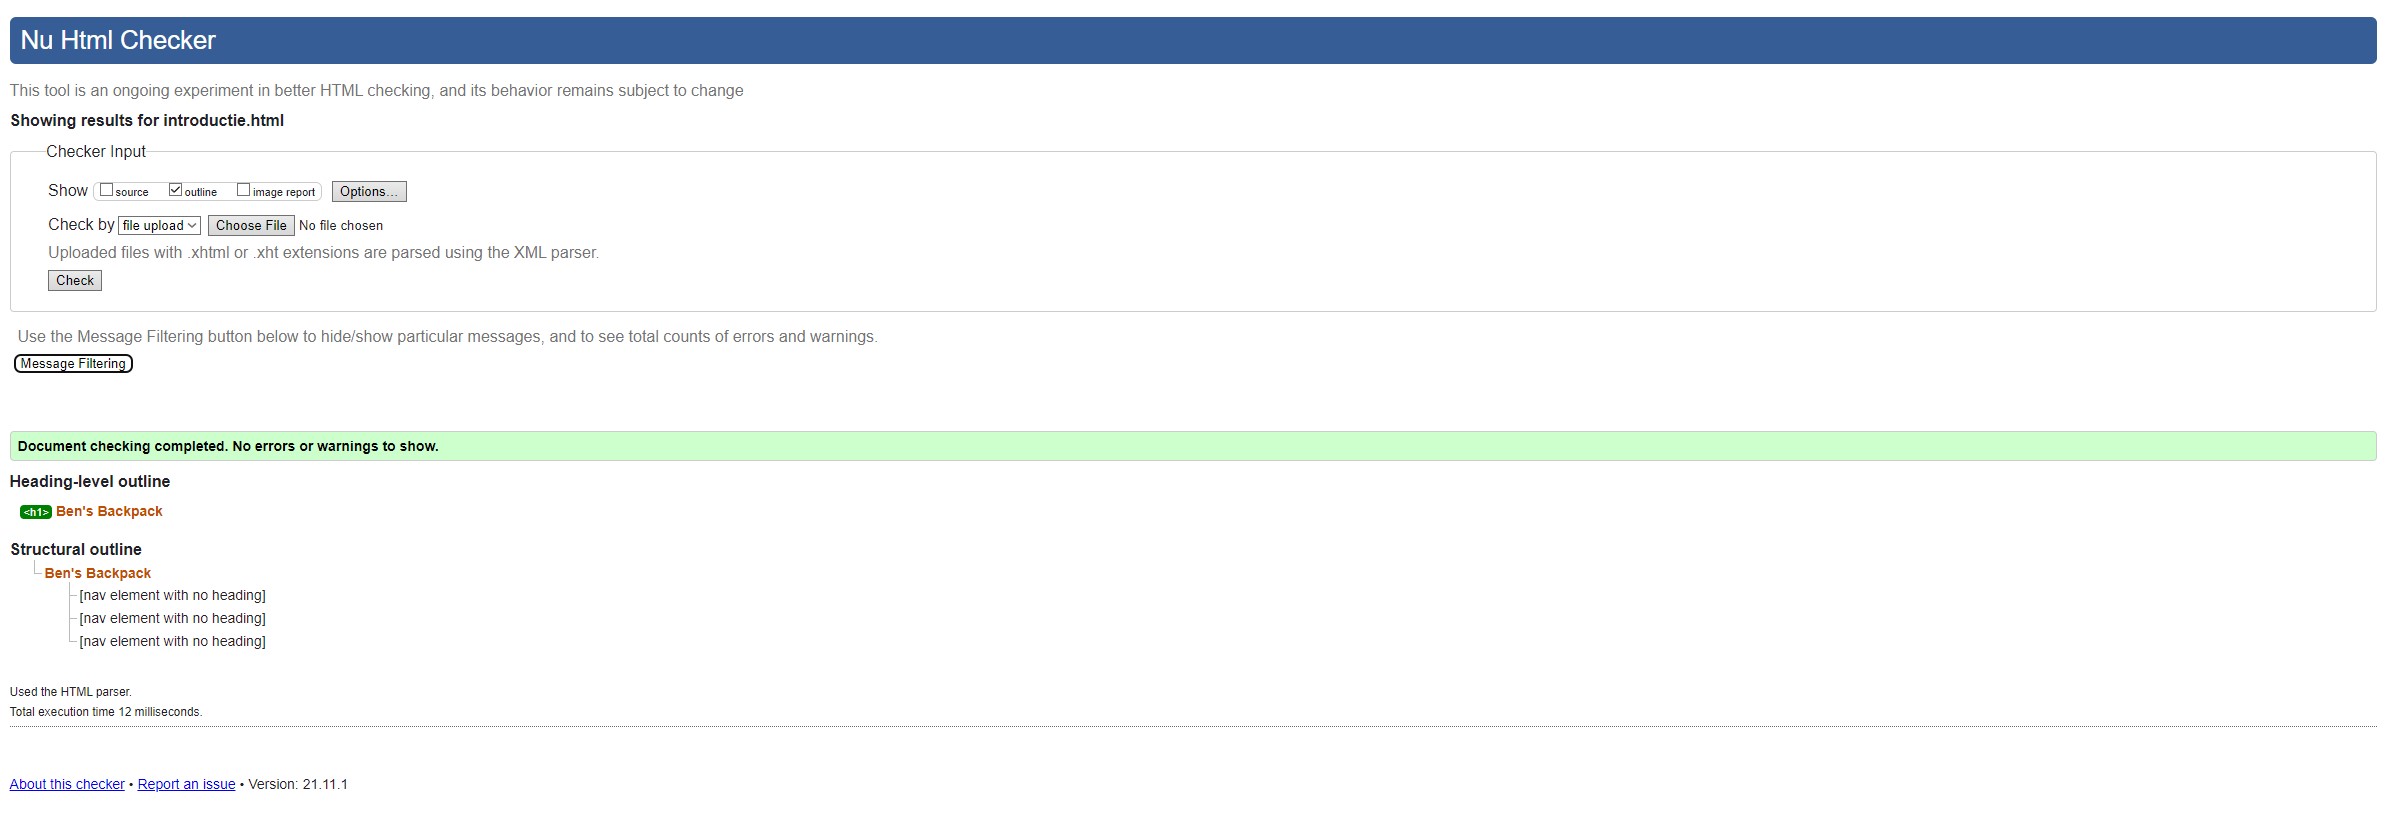 Nu Html Checker
This tool is an ongoing experiment in better HTML checking, and its behavior remains subject to change
Showing results for introductie.html
Checker Input
Show source outline image report Options...
Check by file upload Choose File No file chosen
Uploaded files with .xhtml or .xht extensions are parsed using the XML parser.
Check
Use the Message Filtering button below to hide/show particular messages, and to see total counts of errors and warnings.
Message Filtering
Document checking completed. No errors or warnings to show.
Heading-level outline
<h1> Ben's Backpack
Structural outline
Ben's Backpack
[nav element with no heading]
[nav element with no heading]
[nav element with no heading]
Used the HTML parser.
Total execution time 12 milliseconds.
About this checker • Report an issue • Version: 21.11.1